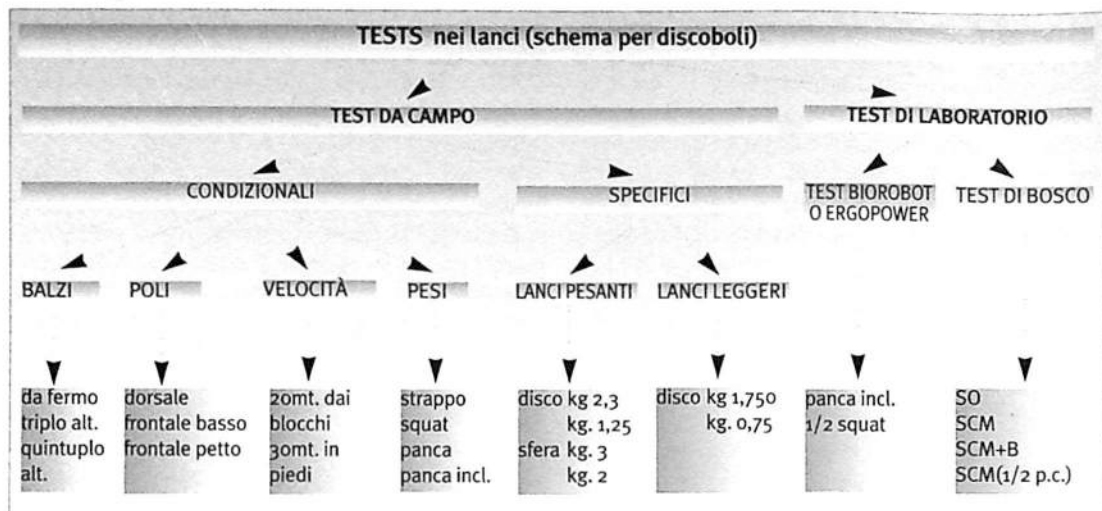 TESTS nei lanci (schema per discoboli)
TEST DA CAMPO
TEST DI LABORATORIO
CONDIZIONALI
SPECIFICI
TEST BIOROBOT
O ERGOPOWER
TEST DI BOSCO
BALZI
POLI
VELOCITÀ
PESI
LANCI PESANTI
LANCI LEGGERI
da fermo
triplo alt.
quintuplo
alt.
dorsale
frontale basso
frontale petto
20mt. dai
blocchi
30mt. in
piedi
strappo
squat
panca
panca incl.
disco kg 2,3
kg. 1,25
sfera kg. 3
kg. 2
disco kg 1,750
kg. 0,75
panca incl.
1/2 squat
SO
SCM
SCM+B
SCM(1/2 p.c.)